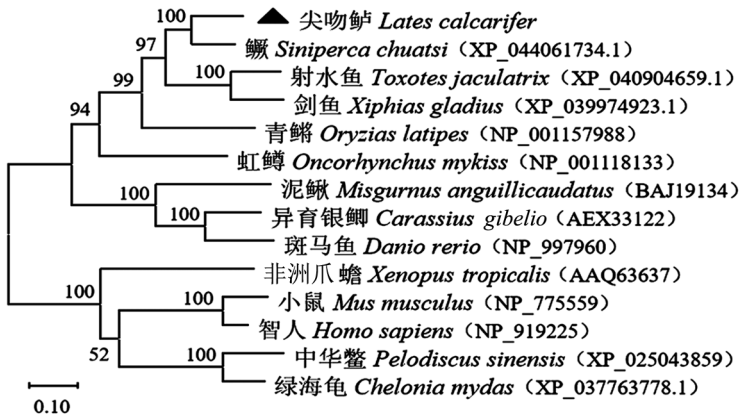 100 尖吻鲈 Lates calcarifer
鳜 Siniperca chuatsi（XP_044061734.1）
97
100 射水鱼 Toxotes jaculatrix（XP_040904659.1）
99
剑鱼 Xiphias gladius（XP_039974923.1）
94
青鳉 Oryzias latipes（NP_001157988）
虹鳟 Oncorhynchus mykiss（NP_001118133）
100 泥鳅 Misgurnus anguillicaudatus（BAJ19134）
100 异育银鲫 Carassius gibelio（AEX33122）
斑马鱼 Danio rerio（NP_997960）
非洲爪蟾 Xenopus tropicalis（AAQ63637）
100
100 小鼠 Mus musculus（NP_775559）
智人 Homo sapiens（NP_919225）
52
100 中华鳖 Pelodiscus sinensis（XP_025043859）
绿海龟 Chelonia mydas（XP_037763778.1）
0.10